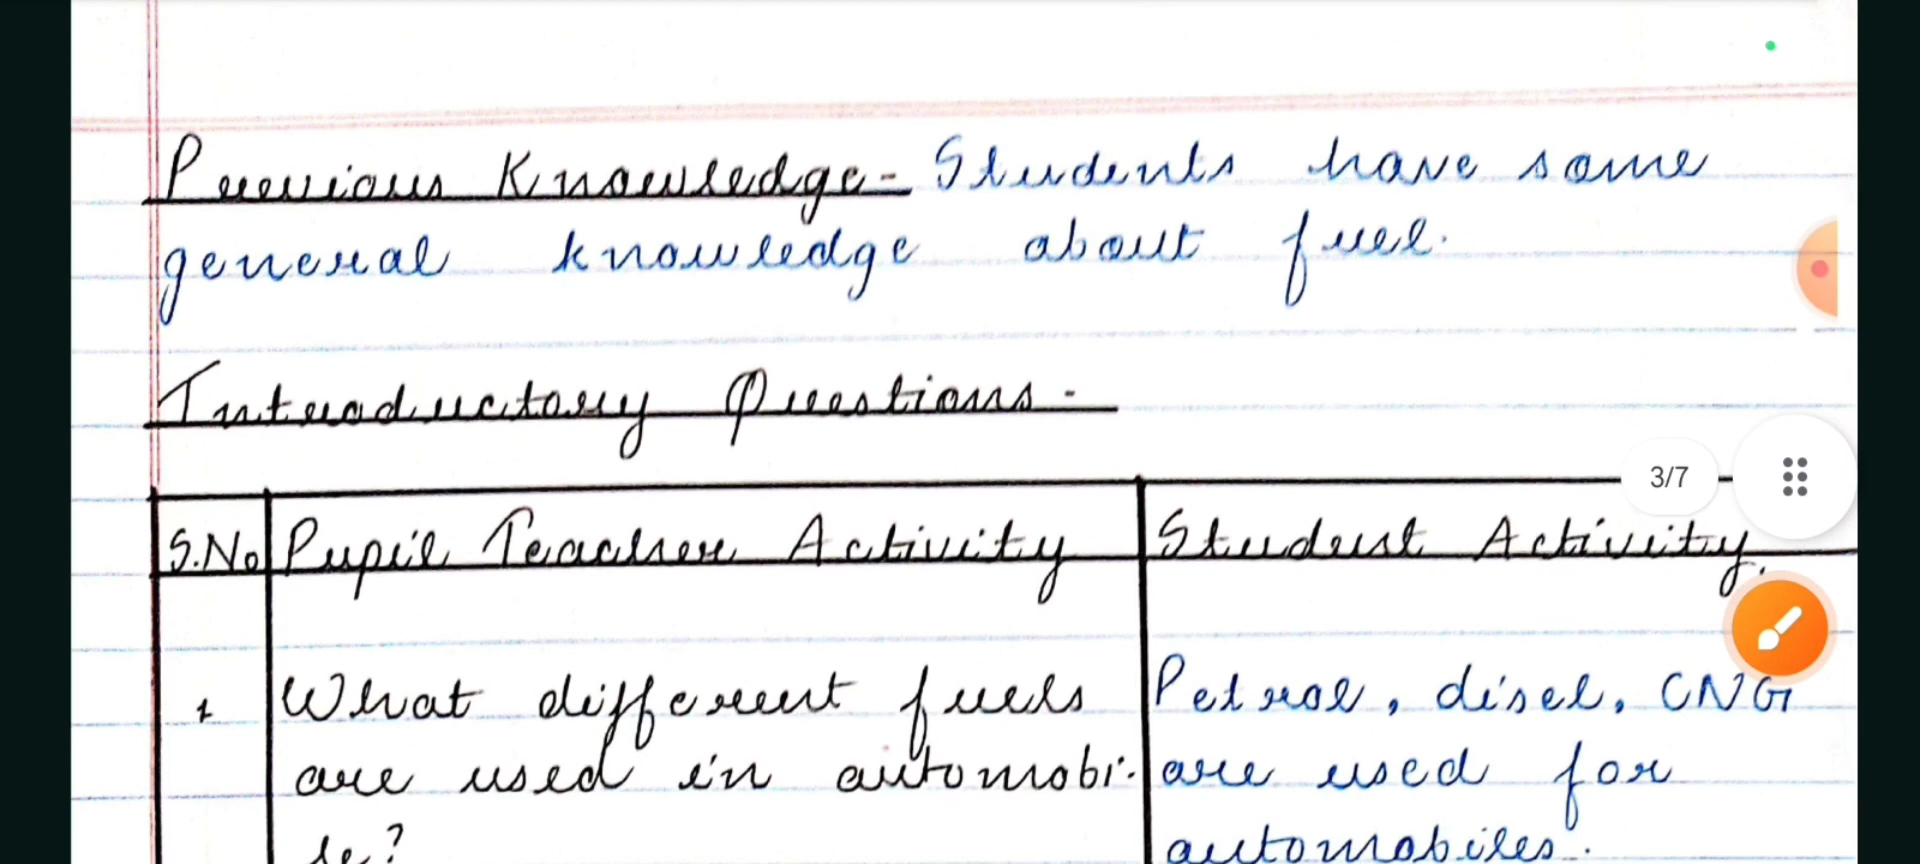 Previous Knowledge - Students have some
general knowledge about fuel.
Introductory Questions -
3/7
S.No Pupil Teacher Activity Student Activity.
1 What different fuels Petrol, disel, CNG
are used in automobi- are used for
le? automobiles.